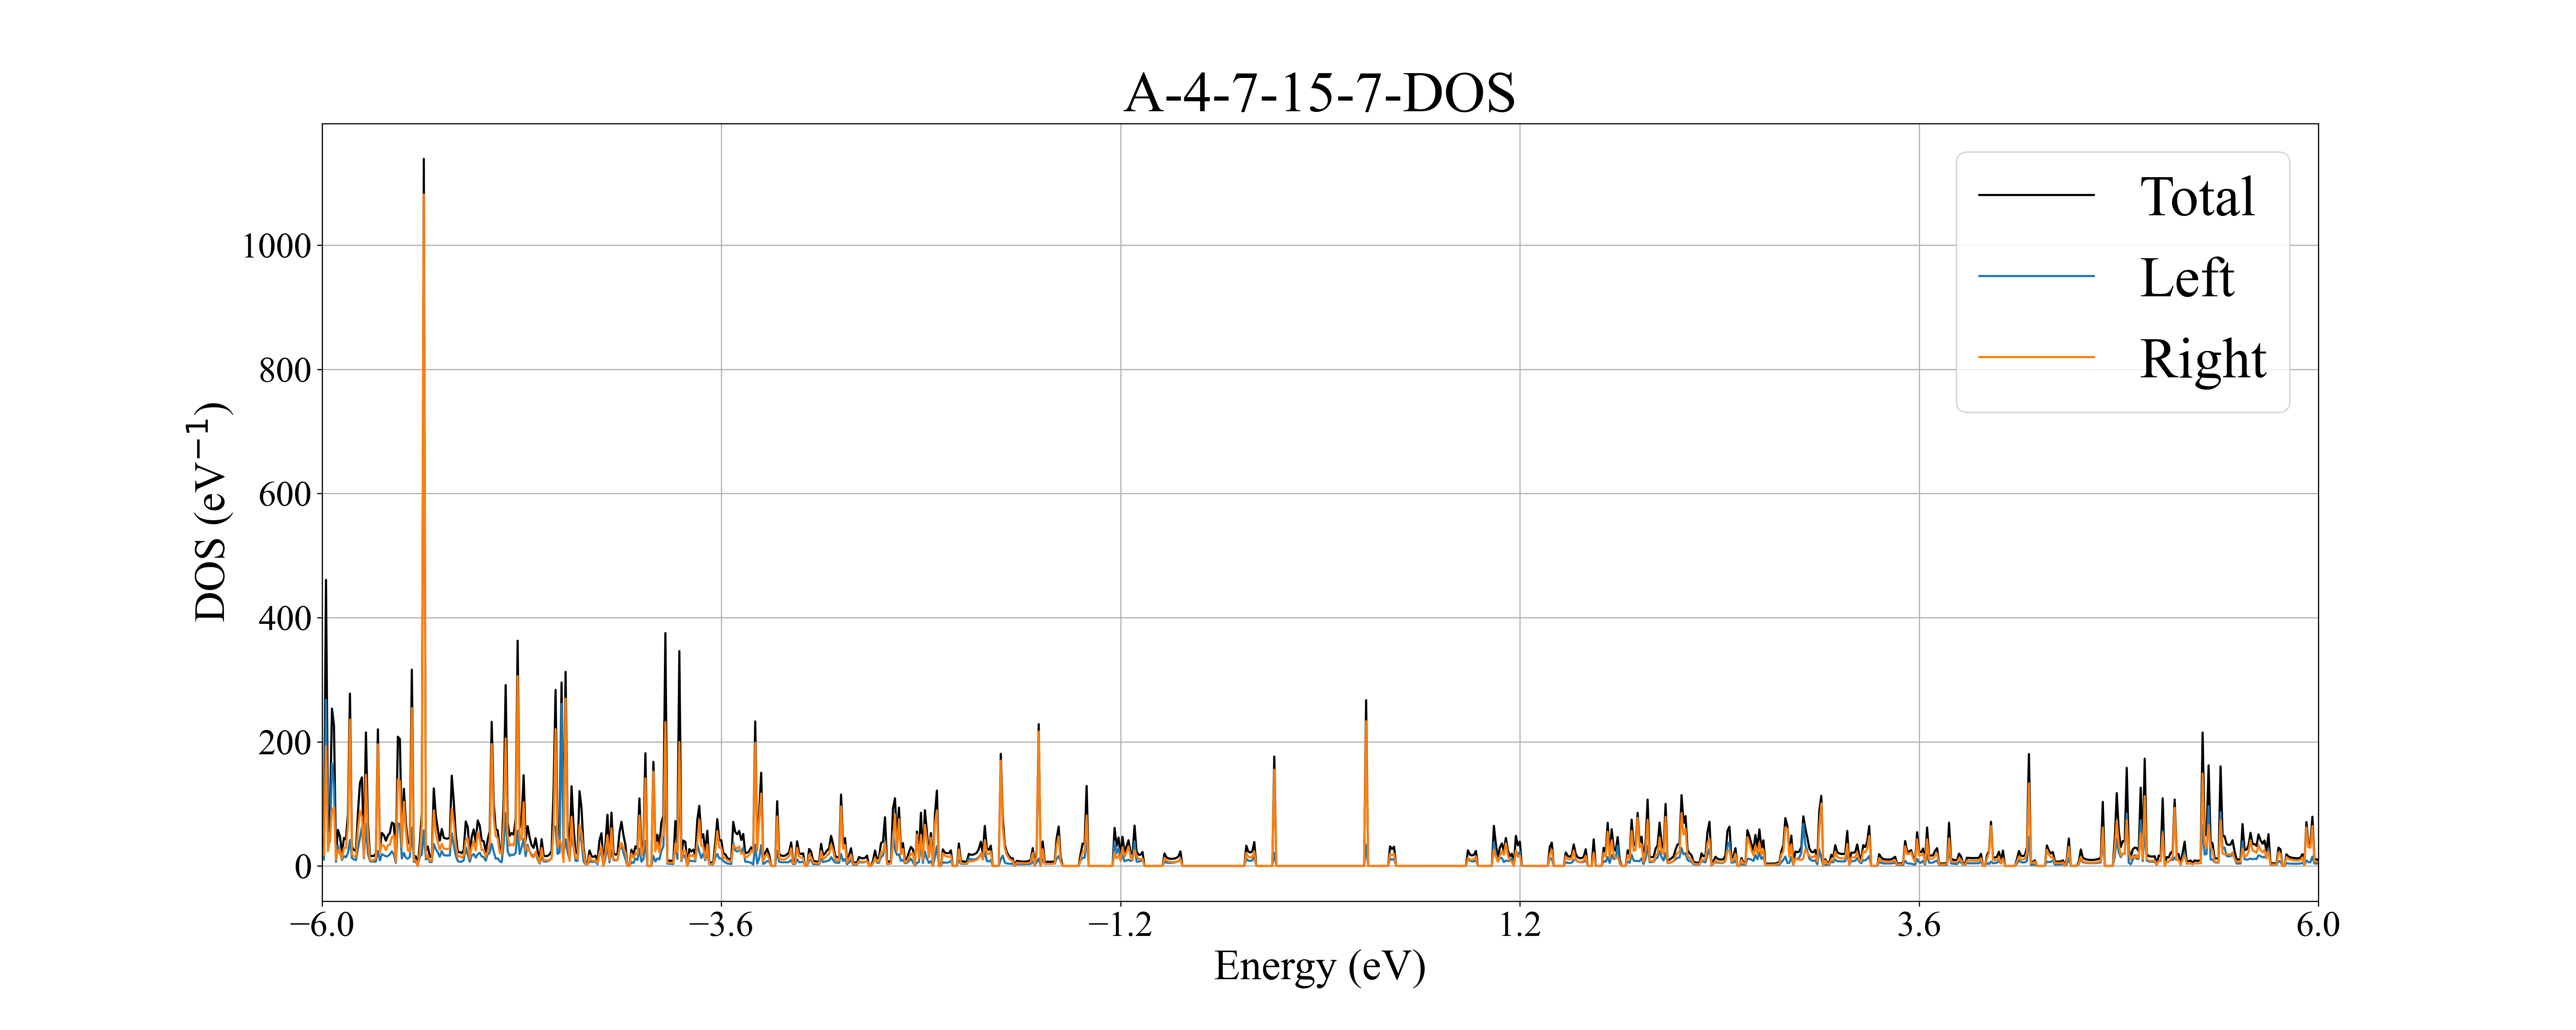 A-4-7-15-7-DOS
Total
Left
Right
DOS (eV⁻¹)
1000
800
600
400
200
0
−6.0 −3.6 −1.2 1.2 3.6 6.0
Energy (eV)